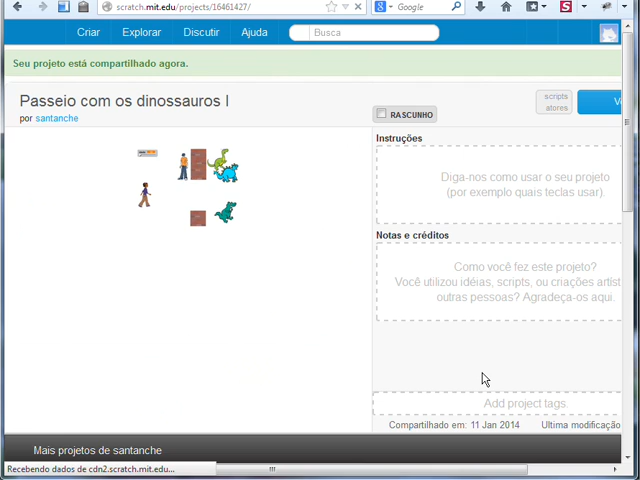 scratch.mit.edu/projects/16461427/
Google
Criar
Explorar
Discutir
Ajuda
Busca
Seu projeto está compartilhado agora.
Passeio com os dinossauros I
por santanche
scripts
atores
RASCUNHO
Instruções
Diga-nos como usar o seu projeto
(por exemplo quais teclas usar).
Notas e créditos
Como você fez este projeto?
Você utilizou idéias, scripts, ou criações artíst
outras pessoas? Agradeça-os aqui.
Add project tags.
Compartilhado em: 11 Jan 2014
Ultima modificação
Mais projetos de santanche
Recebendo dados de cdn2.scratch.mit.edu...